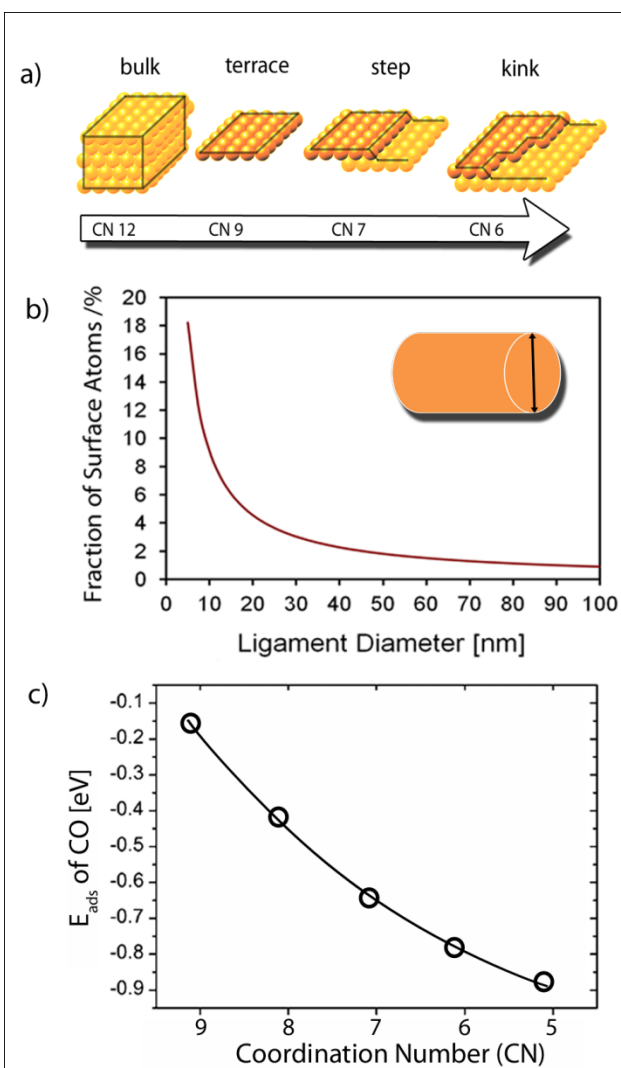 a)
bulk terrace step kink
CN 12 CN 9 CN 7 CN 6
b)
Fraction of Surface Atoms /%
20
18
16
14
12
10
8
6
4
2
0
0 10 20 30 40 50 60 70 80 90 100
Ligament Diameter [nm]
c)
E_ads of CO [eV]
-0.1
-0.2
-0.3
-0.4
-0.5
-0.6
-0.7
-0.8
-0.9
9 8 7 6 5
Coordination Number (CN)